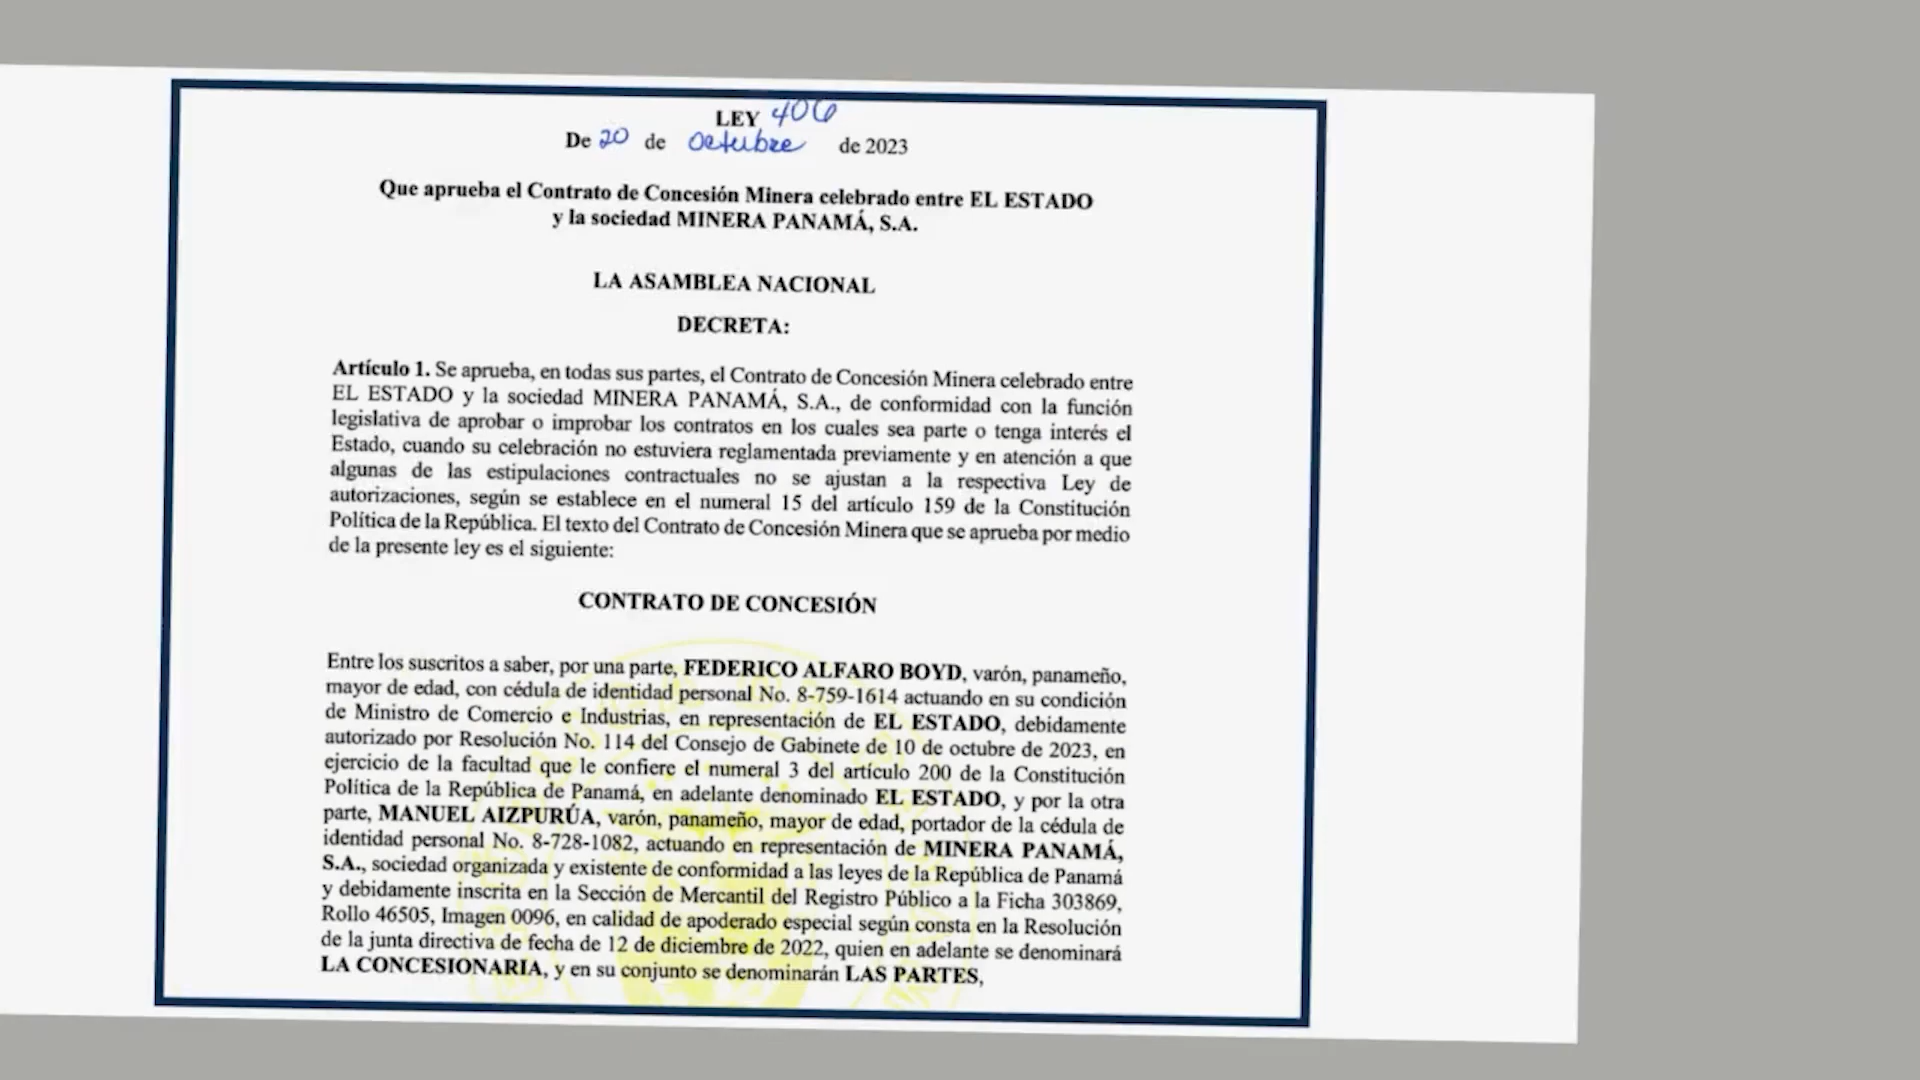 LEY 406
De 20 de octubre de 2023
Que aprueba el Contrato de Concesión Minera celebrado entre EL ESTADO
y la sociedad MINERA PANAMÁ, S.A.
LA ASAMBLEA NACIONAL
DECRETA:
Artículo 1. Se aprueba, en todas sus partes, el Contrato de Concesión Minera celebrado entre
EL ESTADO y la sociedad MINERA PANAMÁ, S.A., de conformidad con la función
legislativa de aprobar o improbar los contratos en los cuales sea parte o tenga interés el
Estado, cuando su celebración no estuviera reglamentada previamente y en atención a que
algunas de las estipulaciones contractuales no se ajustan a la respectiva Ley de
autorizaciones, según se establece en el numeral 15 del artículo 159 de la Constitución
Política de la República. El texto del Contrato de Concesión Minera que se aprueba por medio
de la presente ley es el siguiente:
CONTRATO DE CONCESIÓN
Entre los suscritos a saber, por una parte, FEDERICO ALFARO BOYD, varón, panameño,
mayor de edad, con cédula de identidad personal No. 8-759-1614 actuando en su condición
de Ministro de Comercio e Industrias, en representación de EL ESTADO, debidamente
autorizado por Resolución No. 114 del Consejo de Gabinete de 10 de octubre de 2023, en
ejercicio de la facultad que le confiere el numeral 3 del artículo 200 de la Constitución
Política de la República de Panamá, en adelante denominado EL ESTADO, y por la otra
parte, MANUEL AIZPURÚA, varón, panameño, mayor de edad, portador de la cédula de
identidad personal No. 8-728-1082, actuando en representación de MINERA PANAMÁ,
S.A., sociedad organizada y existente de conformidad a las leyes de la República de Panamá
y debidamente inscrita en la Sección de Mercantil del Registro Público a la Ficha 303869,
Rollo 46505, Imagen 0096, en calidad de apoderado especial según consta en la Resolución
de la junta directiva de fecha de 12 de diciembre de 2022, quien en adelante se denominará
LA CONCESIONARIA, y en su conjunto se denominarán LAS PARTES,